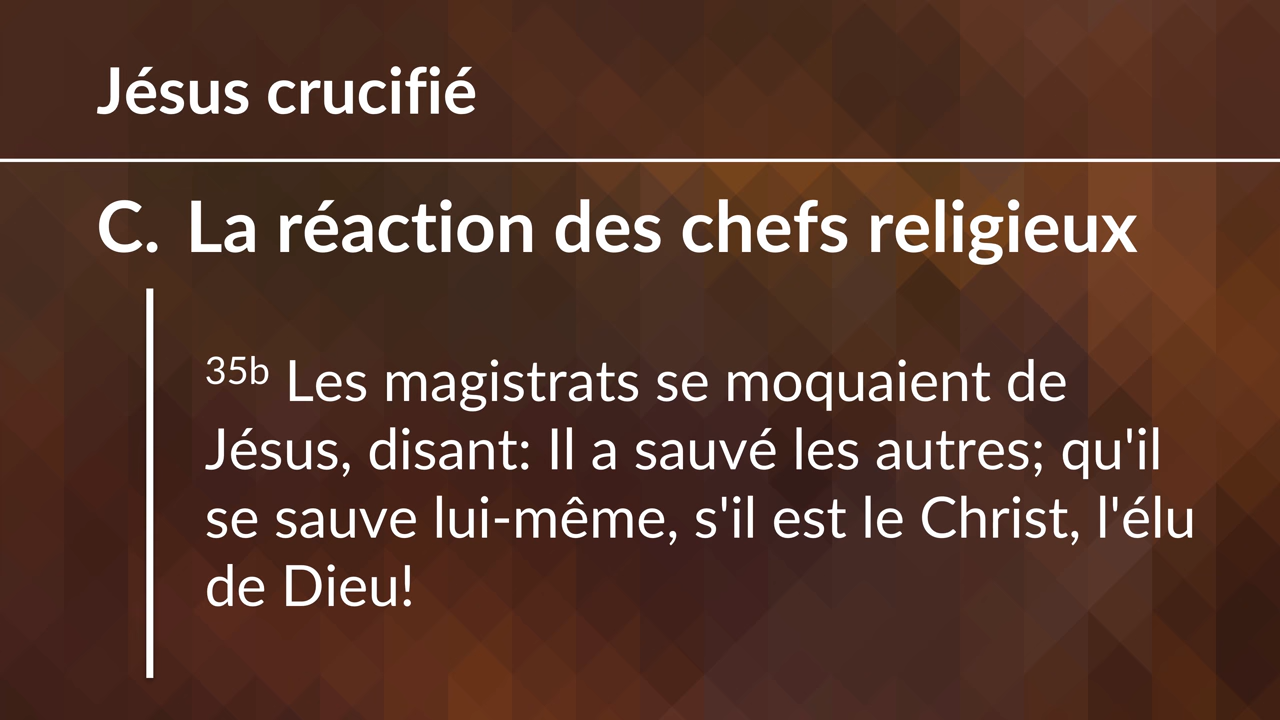 Jésus crucifié
C. La réaction des chefs religieux
35b Les magistrats se moquaient de
Jésus, disant: Il a sauvé les autres; qu'il
se sauve lui-même, s'il est le Christ, l'élu
de Dieu!